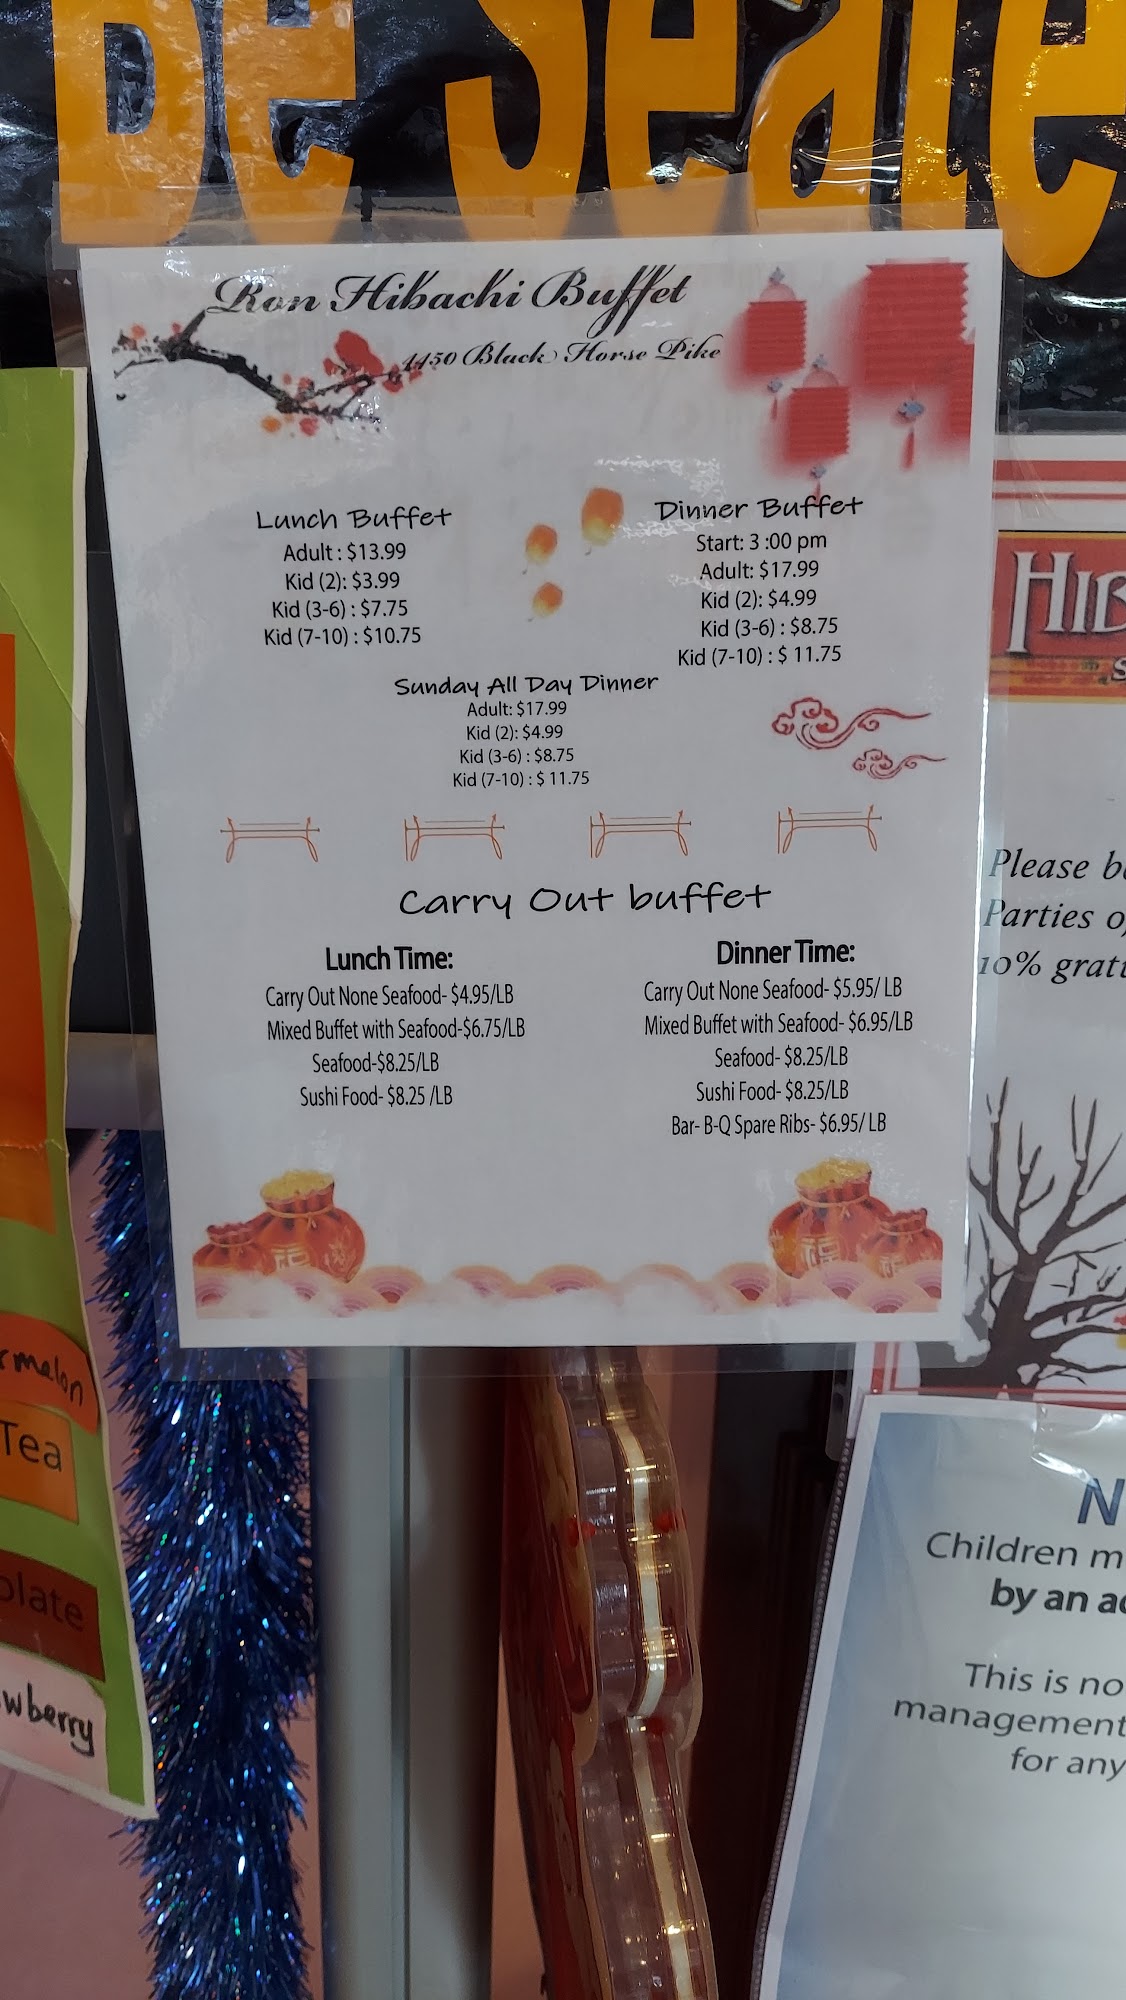 Be Seate
Ron Hibachi Buffet
4450 Black Horse Pike
Lunch Buffet
Adult : $13.99
Kid (2): $3.99
Kid (3-6) : $7.75
Kid (7-10) : $10.75
Dinner Buffet
Start: 3 :00 pm
Adult: $17.99
Kid (2): $4.99
Kid (3-6) : $8.75
Kid (7-10) : $ 11.75
Sunday All Day Dinner
Adult: $17.99
Kid (2): $4.99
Kid (3-6) : $8.75
Kid (7-10) : $ 11.75
Carry Out buffet
Lunch Time:
Carry Out None Seafood- $4.95/LB
Mixed Buffet with Seafood-$6.75/LB
Seafood-$8.25/LB
Sushi Food- $8.25 /LB
Dinner Time:
Carry Out None Seafood- $5.95/ LB
Mixed Buffet with Seafood- $6.95/LB
Seafood- $8.25/LB
Sushi Food- $8.25/LB
Bar- B-Q Spare Ribs- $6.95/ LB
福
福
HIB
S
Please b
Parties o
10% grat
rmelon
Tea
olate
wberry
N
Children m
by an a
This is no
management
for any